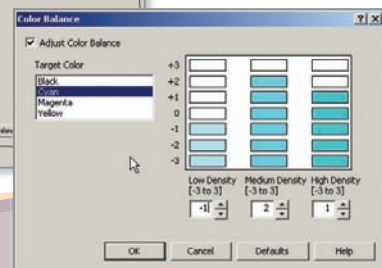 Color Balance
Adjust Color Balance
Target Color
Black
Cyan
Magenta
Yellow
+3
+2
+1
0
-1
-2
-3
Low Density Medium Density High Density
[-3 to 3] [-3 to 3] [-3 to 3]
-1 2 1
OK Cancel Defaults Help